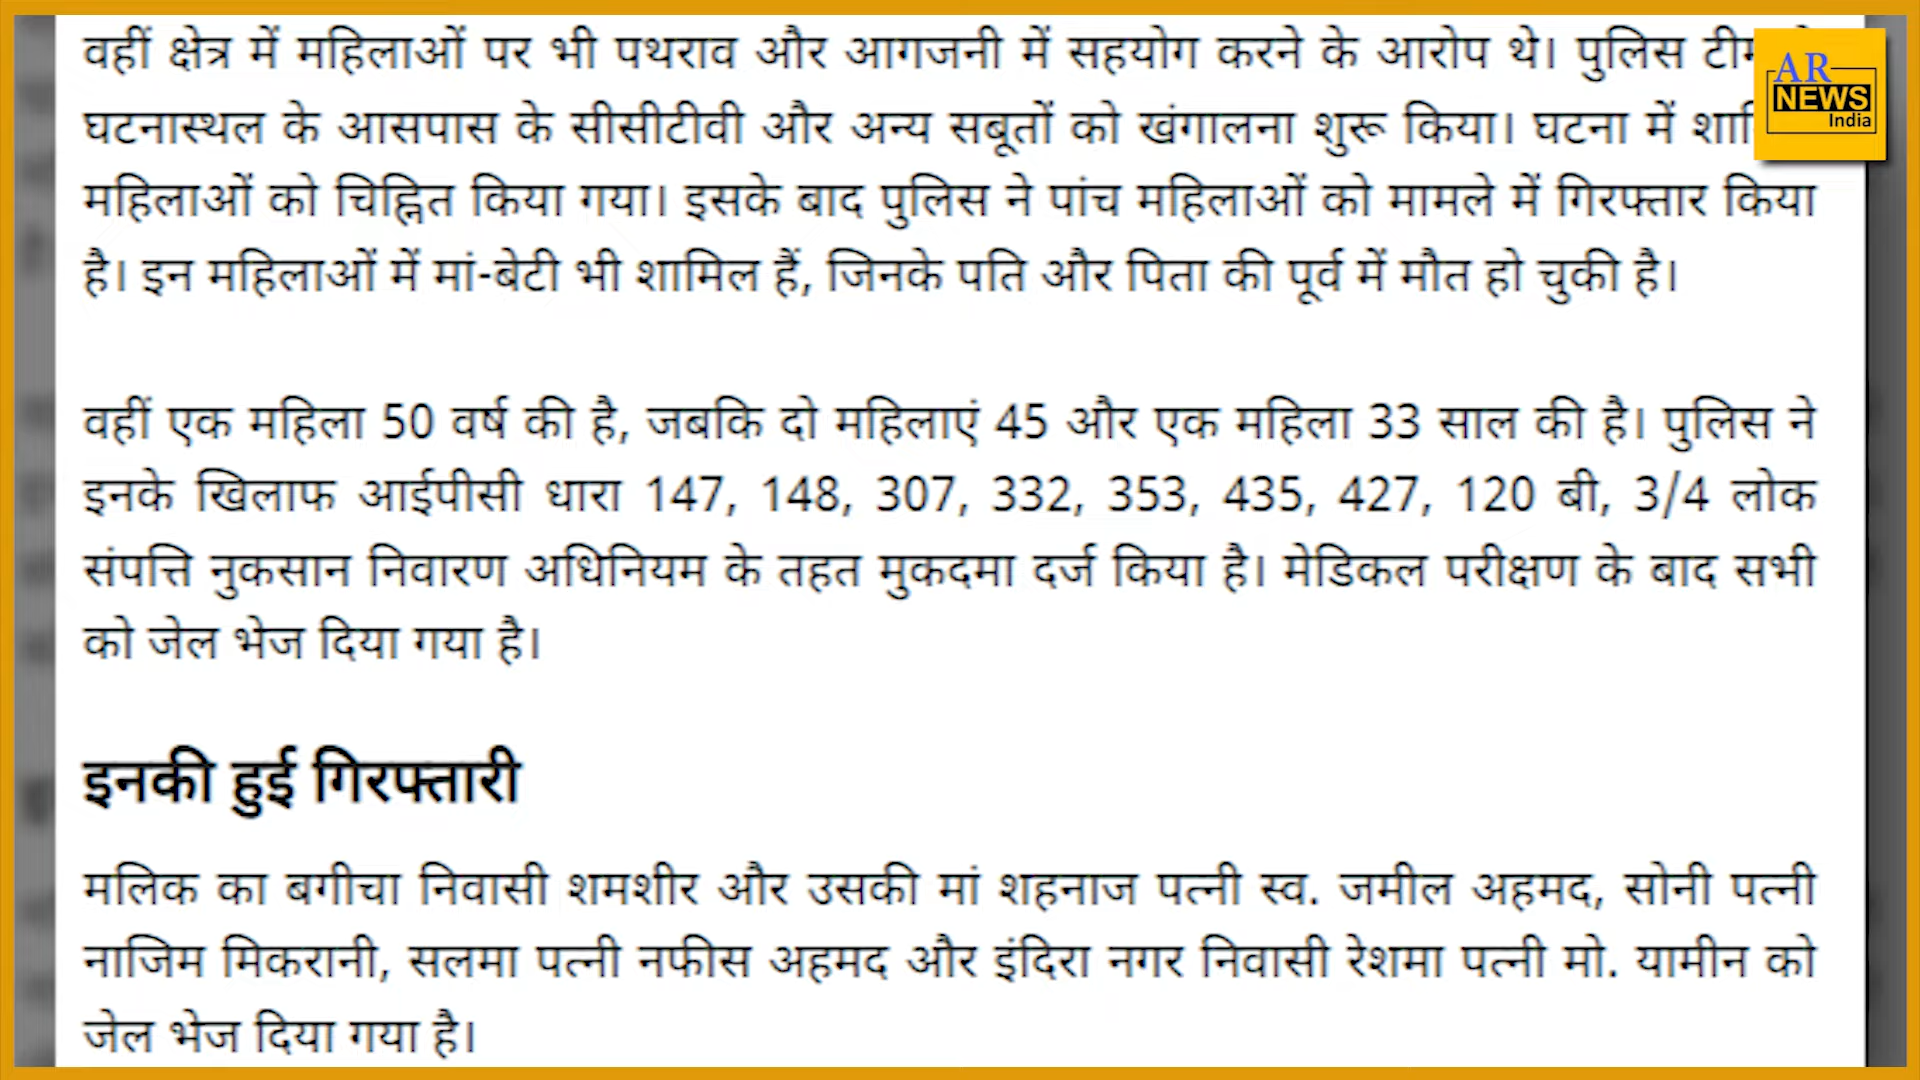 वहीं क्षेत्र में महिलाओं पर भी पथराव और आगजनी में सहयोग करने के आरोप थे। पुलिस
घटनास्थल के आसपास के सीसीटीवी और अन्य सबूतों को खंगालना शुरू किया। घटना में
महिलाओं को चिह्नित किया गया। इसके बाद पुलिस ने पांच महिलाओं को मामले में गिरफ्तार किया
है। इन महिलाओं में मां-बेटी भी शामिल हैं, जिनके पति और पिता की पूर्व में मौत हो चुकी है।
वहीं एक महिला 50 वर्ष की है, जबकि दो महिलाएं 45 और एक महिला 33 साल की है। पुलिस ने
इनके खिलाफ आईपीसी धारा 147, 148, 307, 332, 353, 435, 427, 120 बी, 3/4 लोक
संपत्ति नुकसान निवारण अधिनियम के तहत मुकदमा दर्ज किया है। मेडिकल परीक्षण के बाद सभी
को जेल भेज दिया गया है।
इनकी हुई गिरफ्तारी
मलिक का बगीचा निवासी शमशीर और उसकी मां शहनाज पत्नी स्व. जमील अहमद, सोनी पत्नी
नाजिम मिकरानी, सलमा पत्नी नफीस अहमद और इंदिरा नगर निवासी रेशमा पत्नी मो. यामीन को
जेल भेज दिया गया है।
AR
NEWS
India